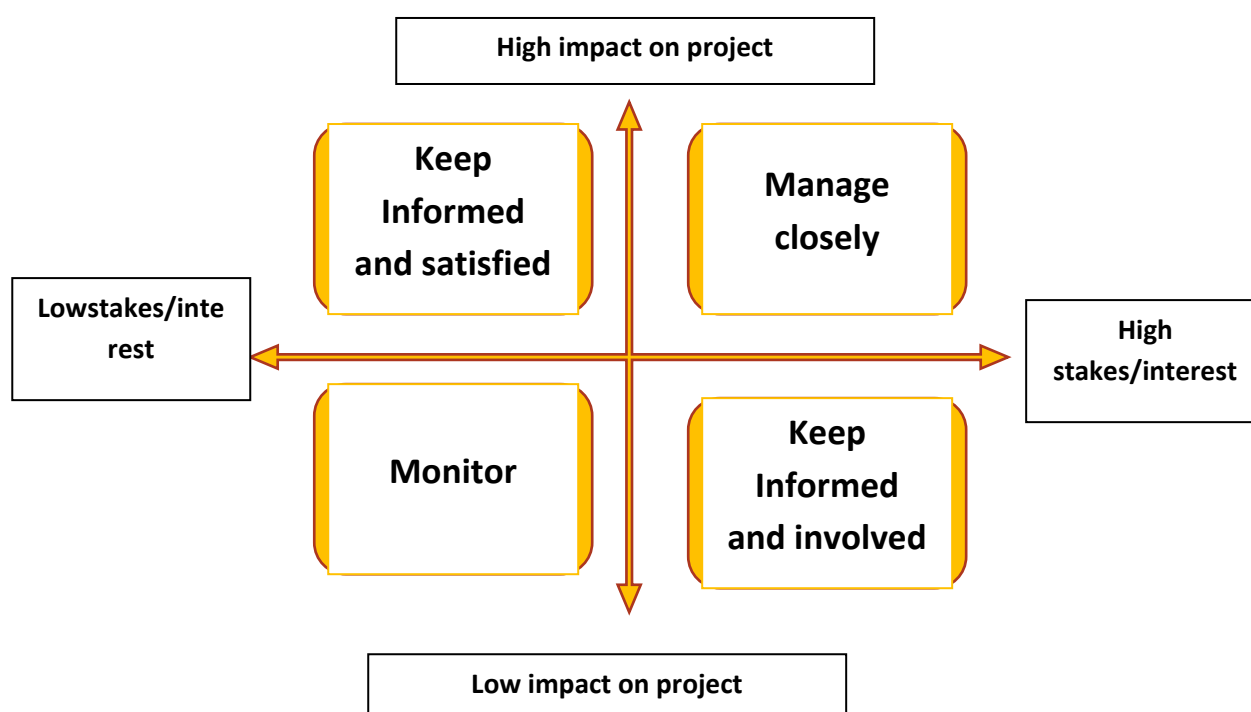 High impact on project
Keep
Informed
and satisfied
Manage
closely
Lowstakes/inte
rest
High
stakes/interest
Monitor
Keep
Informed
and involved
Low impact on project